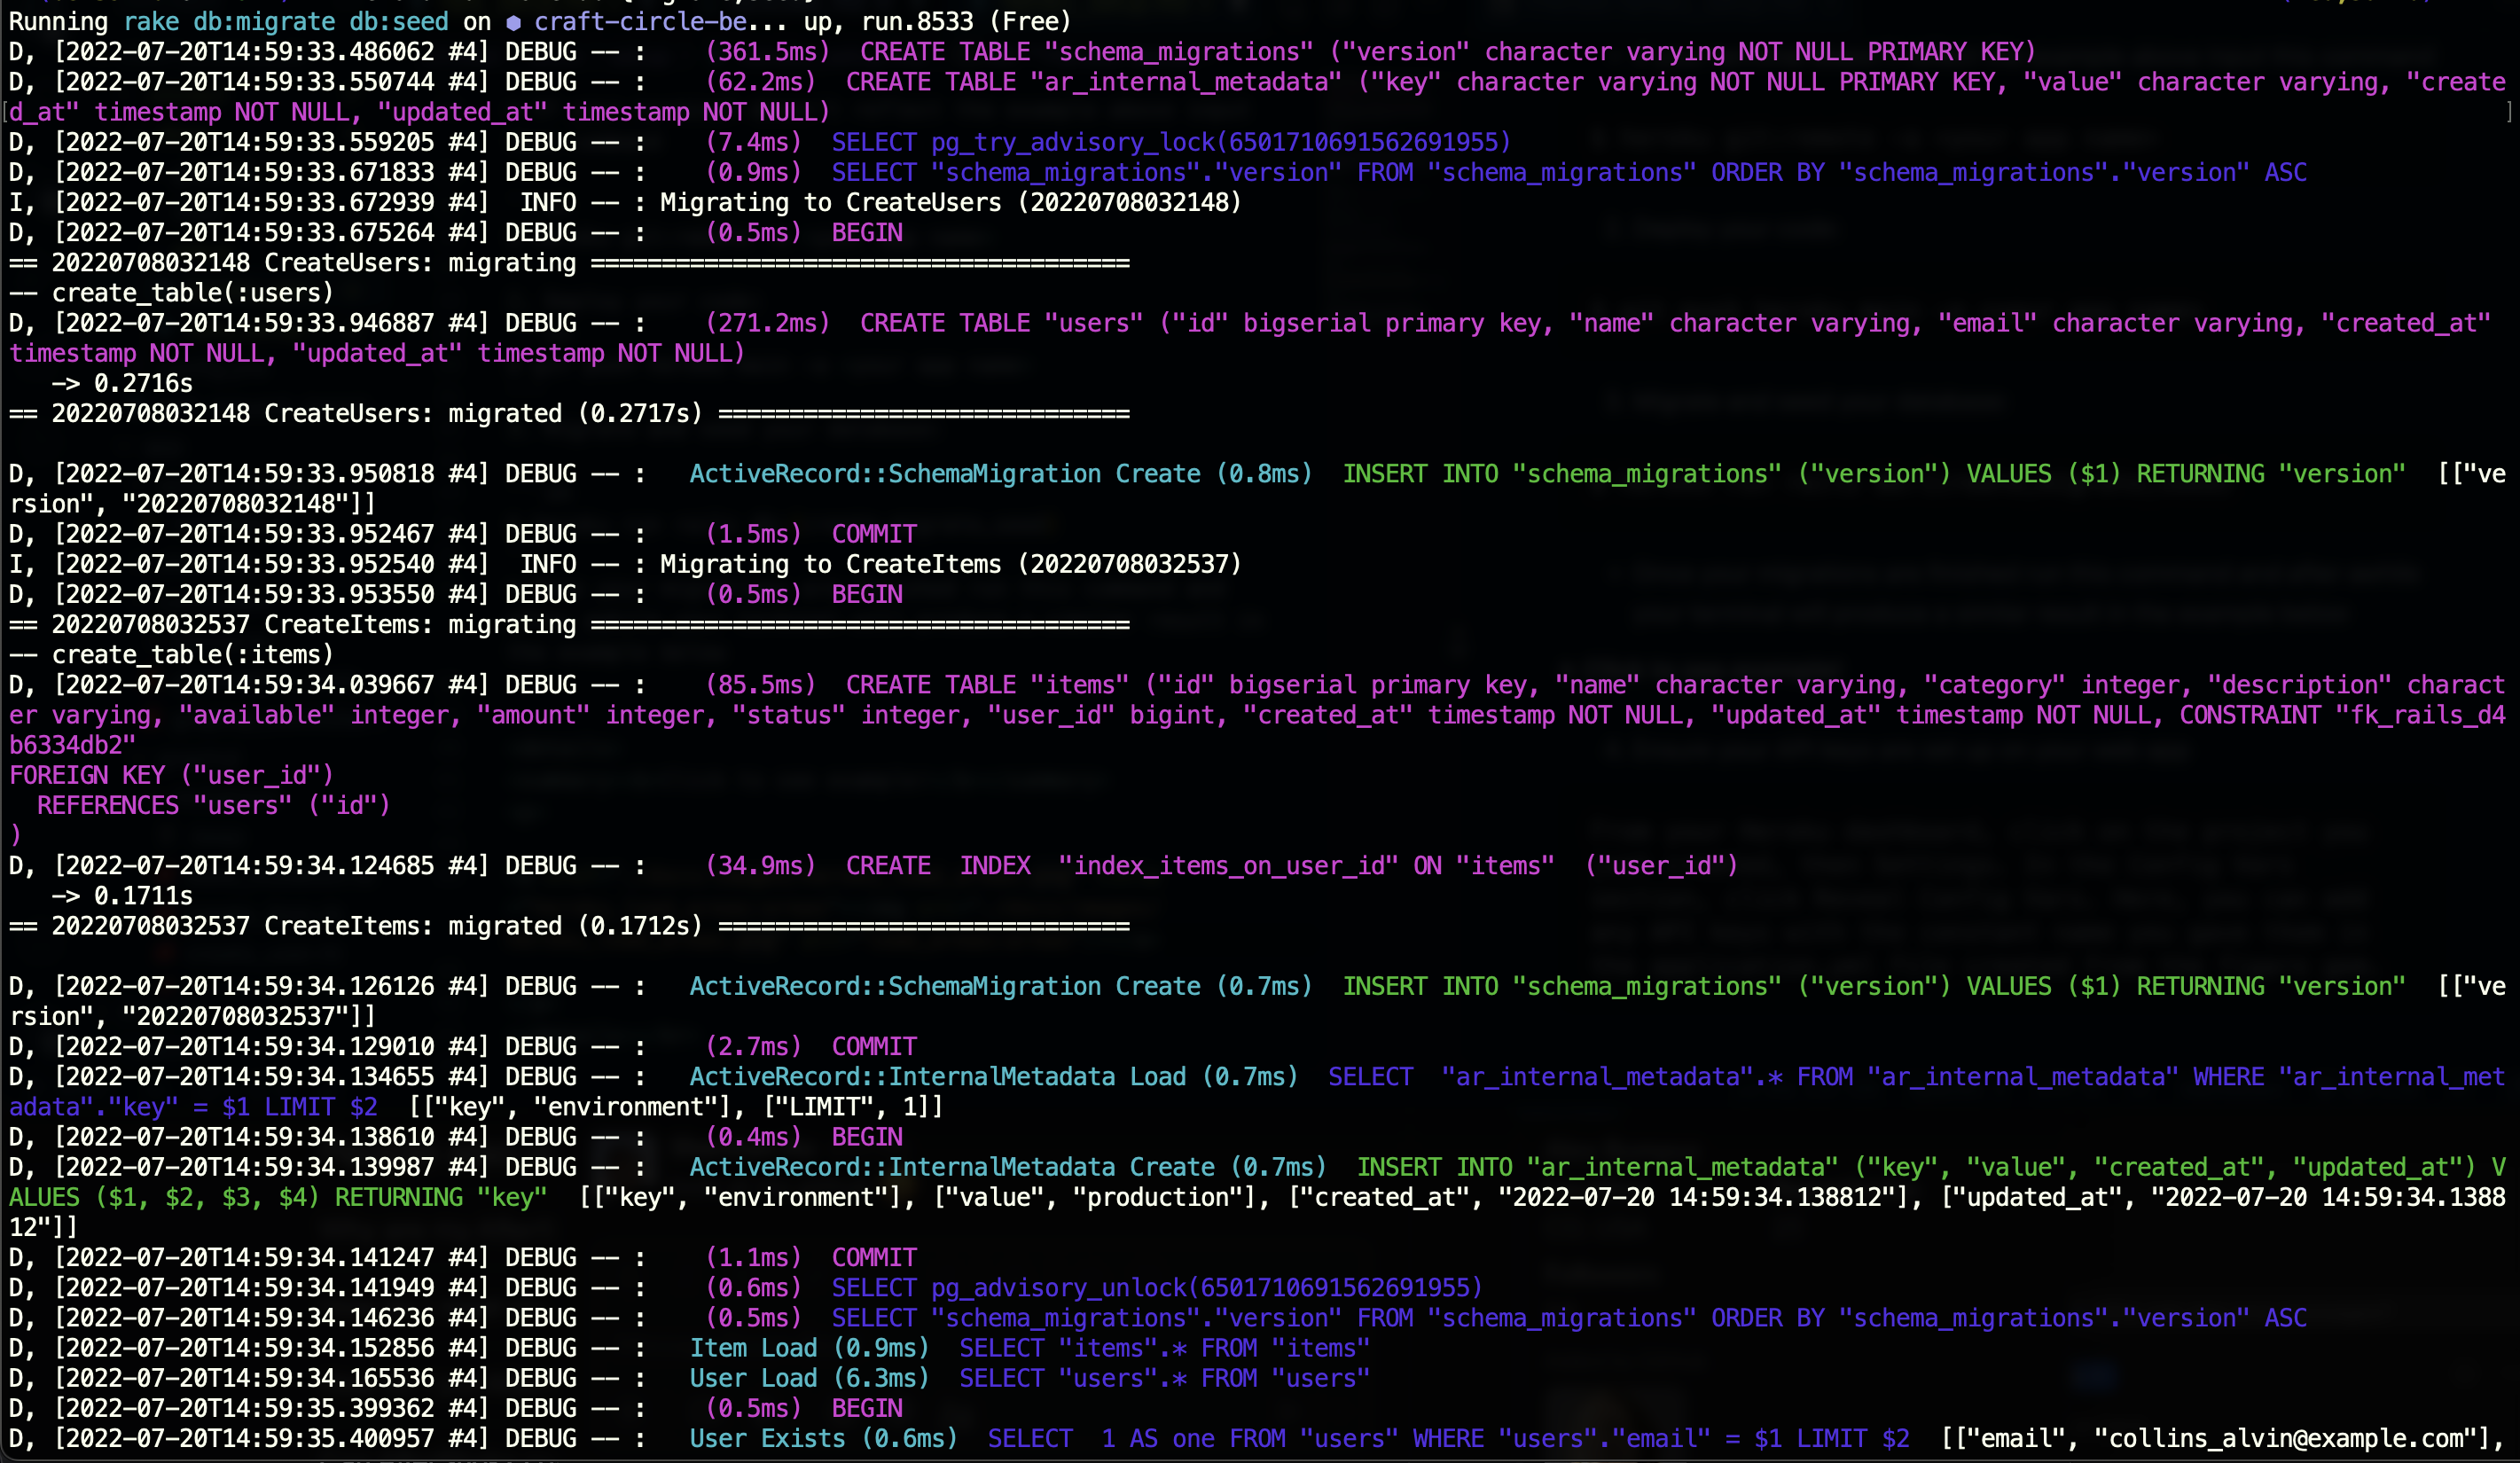 Running rake db:migrate db:seed on ⬢ craft-circle-be... up, run.8533 (Free)
D, [2022-07-20T14:59:33.486062 #4] DEBUG -- :    (361.5ms)  CREATE TABLE "schema_migrations" ("version" character varying NOT NULL PRIMARY KEY)
D, [2022-07-20T14:59:33.550744 #4] DEBUG -- :    (62.2ms)  CREATE TABLE "ar_internal_metadata" ("key" character varying NOT NULL PRIMARY KEY, "value" character varying, "create
d_at" timestamp NOT NULL, "updated_at" timestamp NOT NULL)
D, [2022-07-20T14:59:33.559205 #4] DEBUG -- :    (7.4ms)  SELECT pg_try_advisory_lock(6501710691562691955)
D, [2022-07-20T14:59:33.671833 #4] DEBUG -- :    (0.9ms)  SELECT "schema_migrations"."version" FROM "schema_migrations" ORDER BY "schema_migrations"."version" ASC
I, [2022-07-20T14:59:33.672939 #4]  INFO -- : Migrating to CreateUsers (20220708032148)
D, [2022-07-20T14:59:33.675264 #4] DEBUG -- :    (0.5ms)  BEGIN
== 20220708032148 CreateUsers: migrating ======================================
-- create_table(:users)
D, [2022-07-20T14:59:33.946887 #4] DEBUG -- :    (271.2ms)  CREATE TABLE "users" ("id" bigserial primary key, "name" character varying, "email" character varying, "created_at"
timestamp NOT NULL, "updated_at" timestamp NOT NULL)
   -> 0.2716s
== 20220708032148 CreateUsers: migrated (0.2717s) =============================
D, [2022-07-20T14:59:33.950818 #4] DEBUG -- :   ActiveRecord::SchemaMigration Create (0.8ms)  INSERT INTO "schema_migrations" ("version") VALUES ($1) RETURNING "version"  [["ve
rsion", "20220708032148"]]
D, [2022-07-20T14:59:33.952467 #4] DEBUG -- :    (1.5ms)  COMMIT
I, [2022-07-20T14:59:33.952540 #4]  INFO -- : Migrating to CreateItems (20220708032537)
D, [2022-07-20T14:59:33.953550 #4] DEBUG -- :    (0.5ms)  BEGIN
== 20220708032537 CreateItems: migrating ======================================
-- create_table(:items)
D, [2022-07-20T14:59:34.039667 #4] DEBUG -- :    (85.5ms)  CREATE TABLE "items" ("id" bigserial primary key, "name" character varying, "category" integer, "description" charact
er varying, "available" integer, "amount" integer, "status" integer, "user_id" bigint, "created_at" timestamp NOT NULL, "updated_at" timestamp NOT NULL, CONSTRAINT "fk_rails_d4
b6334db2"
FOREIGN KEY ("user_id")
  REFERENCES "users" ("id")
)
D, [2022-07-20T14:59:34.124685 #4] DEBUG -- :    (34.9ms)  CREATE  INDEX  "index_items_on_user_id" ON "items"  ("user_id")
   -> 0.1711s
== 20220708032537 CreateItems: migrated (0.1712s) =============================
D, [2022-07-20T14:59:34.126126 #4] DEBUG -- :   ActiveRecord::SchemaMigration Create (0.7ms)  INSERT INTO "schema_migrations" ("version") VALUES ($1) RETURNING "version"  [["ve
rsion", "20220708032537"]]
D, [2022-07-20T14:59:34.129010 #4] DEBUG -- :    (2.7ms)  COMMIT
D, [2022-07-20T14:59:34.134655 #4] DEBUG -- :   ActiveRecord::InternalMetadata Load (0.7ms)  SELECT  "ar_internal_metadata".* FROM "ar_internal_metadata" WHERE "ar_internal_met
adata"."key" = $1 LIMIT $2  [["key", "environment"], ["LIMIT", 1]]
D, [2022-07-20T14:59:34.138610 #4] DEBUG -- :    (0.4ms)  BEGIN
D, [2022-07-20T14:59:34.139987 #4] DEBUG -- :   ActiveRecord::InternalMetadata Create (0.7ms)  INSERT INTO "ar_internal_metadata" ("key", "value", "created_at", "updated_at") V
ALUES ($1, $2, $3, $4) RETURNING "key"  [["key", "environment"], ["value", "production"], ["created_at", "2022-07-20 14:59:34.138812"], ["updated_at", "2022-07-20 14:59:34.1388
12"]]
D, [2022-07-20T14:59:34.141247 #4] DEBUG -- :    (1.1ms)  COMMIT
D, [2022-07-20T14:59:34.141949 #4] DEBUG -- :    (0.6ms)  SELECT pg_advisory_unlock(6501710691562691955)
D, [2022-07-20T14:59:34.146236 #4] DEBUG -- :    (0.5ms)  SELECT "schema_migrations"."version" FROM "schema_migrations" ORDER BY "schema_migrations"."version" ASC
D, [2022-07-20T14:59:34.152856 #4] DEBUG -- :   Item Load (0.9ms)  SELECT "items".* FROM "items"
D, [2022-07-20T14:59:34.165536 #4] DEBUG -- :   User Load (6.3ms)  SELECT "users".* FROM "users"
D, [2022-07-20T14:59:35.399362 #4] DEBUG -- :    (0.5ms)  BEGIN
D, [2022-07-20T14:59:35.400957 #4] DEBUG -- :   User Exists (0.6ms)  SELECT  1 AS one FROM "users" WHERE "users"."email" = $1 LIMIT $2  [["email", "collins_alvin@example.com"],